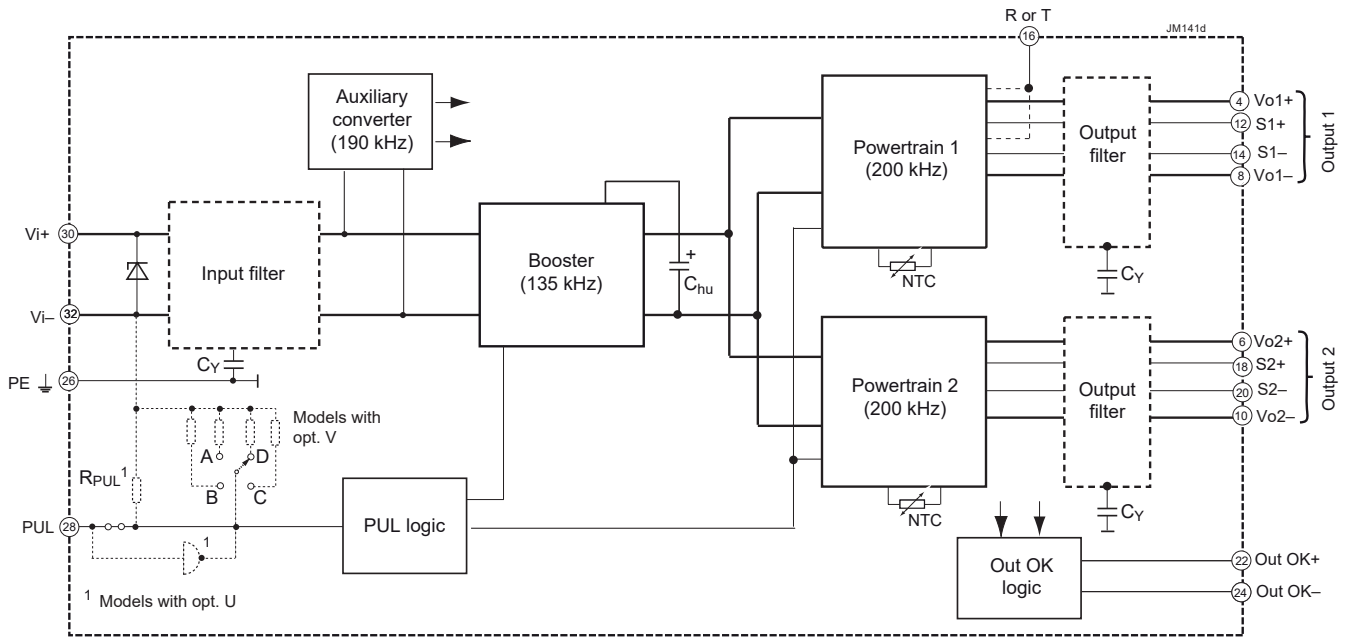 R or T
16
JM141d
Auxiliary
converter
(190 kHz)
Powertrain 1
(200 kHz)
Output
filter
4 Vo1+
12 S1+
14 S1–
8 Vo1–
Output 1
Vi+ 30
Input filter
Booster
(135 kHz)
+
Chu
NTC
CY
Vi– 32
CY
PE 26
Powertrain 2
(200 kHz)
Output
filter
6 Vo2+
18 S2+
20 S2–
10 Vo2–
Output 2
Models with
opt. V
A
D
B
C
RPUL1
PUL 28
PUL logic
NTC
CY
1
Out OK
logic
22 Out OK+
24 Out OK–
1 Models with opt. U